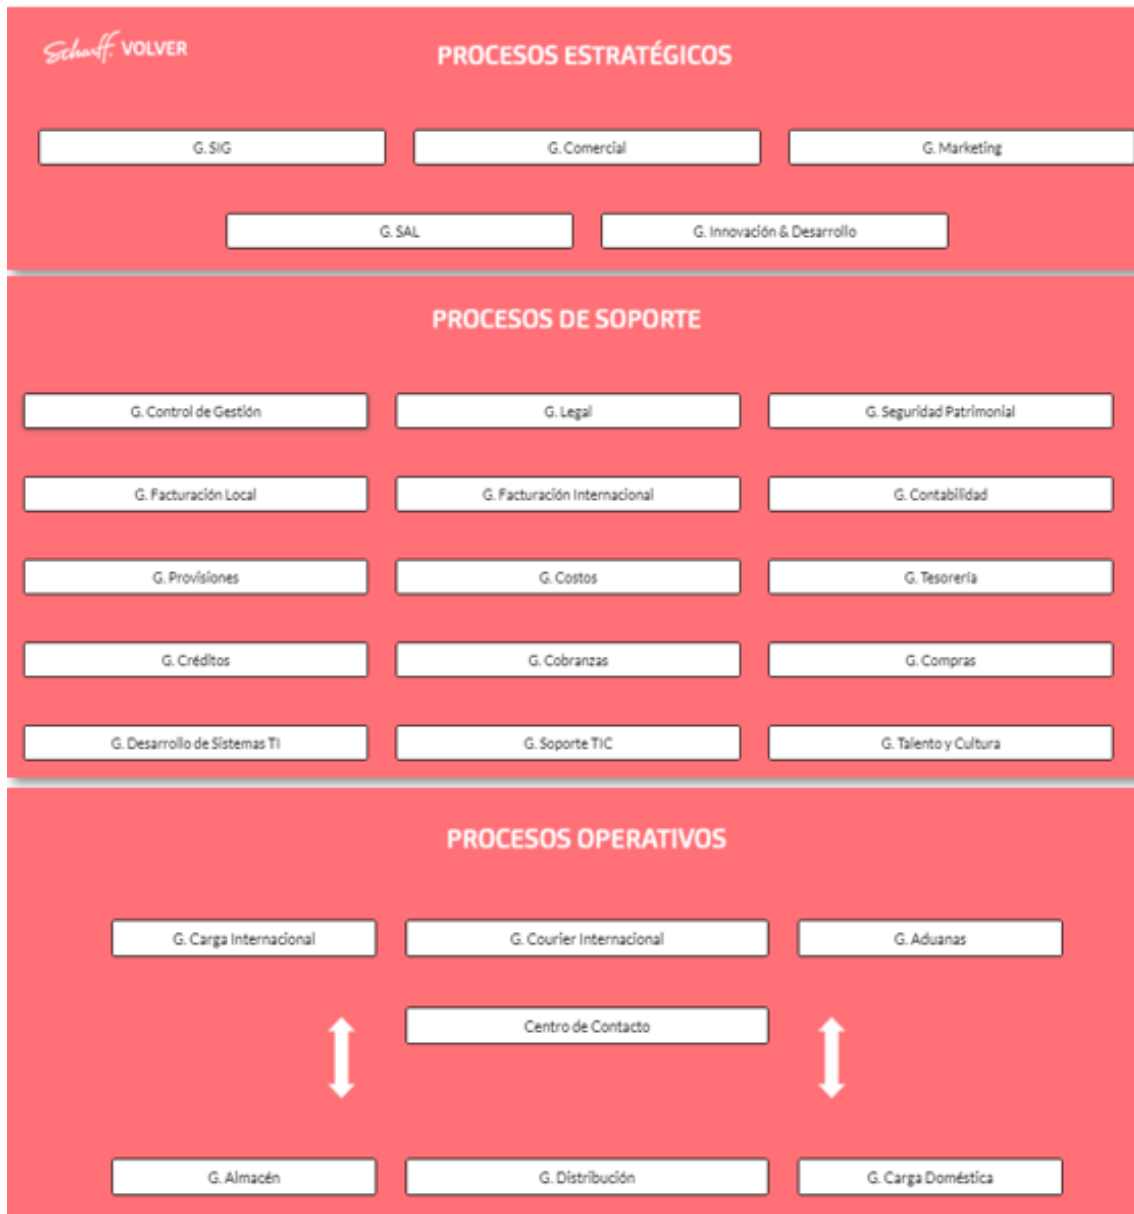 Scharff. VOLVER
PROCESOS ESTRATÉGICOS
G. SIG
G. Comercial
G. Marketing
G. SAL
G. Innovación & Desarrollo
PROCESOS DE SOPORTE
G. Control de Gestión
G. Legal
G. Seguridad Patrimonial
G. Facturación Local
G. Facturación Internacional
G. Contabilidad
G. Provisiones
G. Costos
G. Tesorería
G. Créditos
G. Cobranzas
G. Compras
G. Desarrollo de Sistemas TI
G. Soporte TIC
G. Talento y Cultura
PROCESOS OPERATIVOS
G. Carga Internacional
G. Courier Internacional
G. Aduanas
Centro de Contacto
G. Almacén
G. Distribución
G. Carga Doméstica